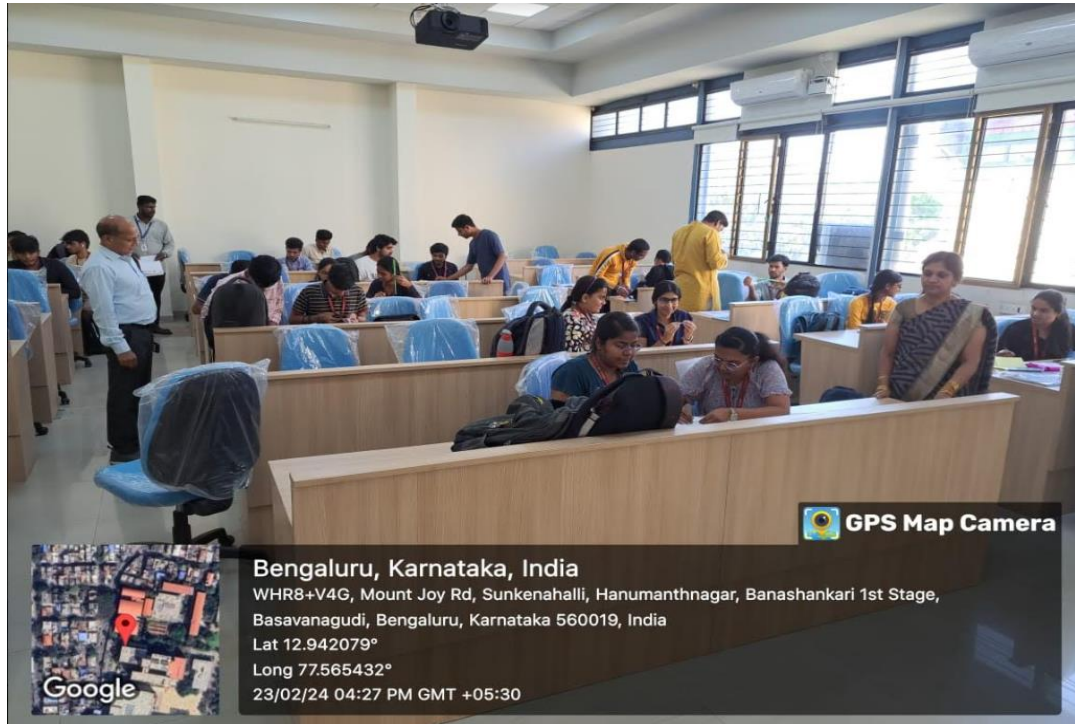 GPS Map Camera
Bengaluru, Karnataka, India
WHR8+V4G, Mount Joy Rd, Sunkenahalli, Hanumanthnagar, Banashankari 1st Stage,
Basavanagudi, Bengaluru, Karnataka 560019, India
Lat 12.942079°
Long 77.565432°
23/02/24 04:27 PM GMT +05:30
Google